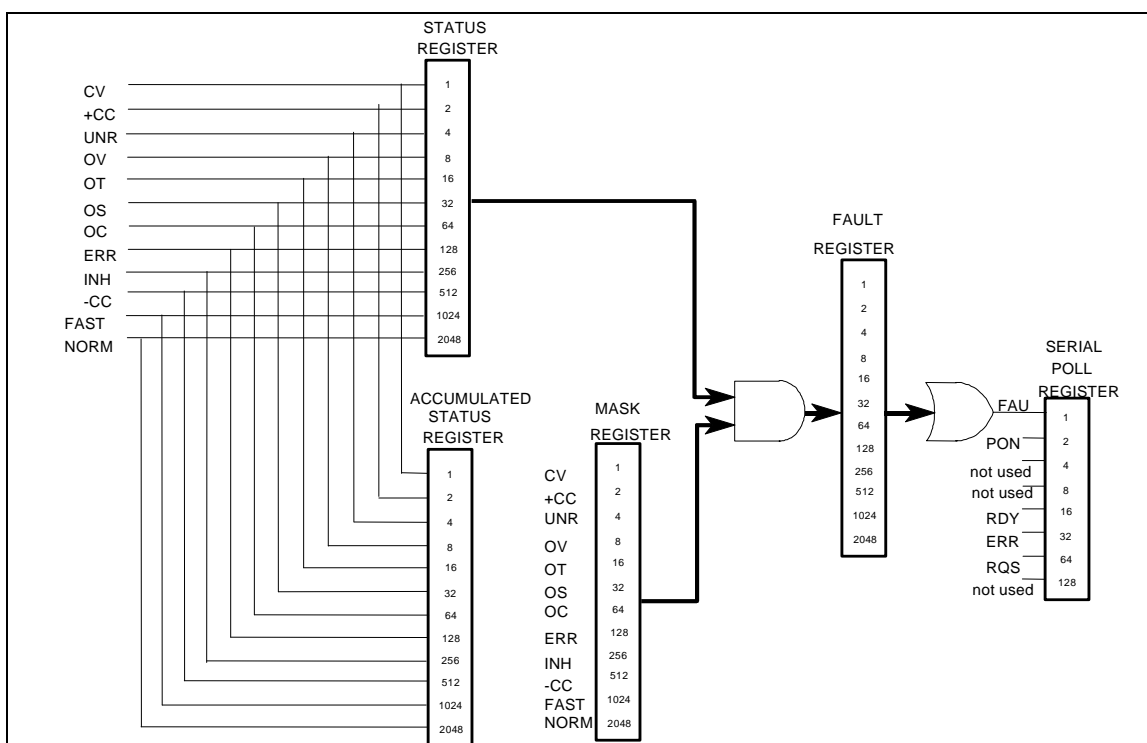 STATUS
REGISTER
CV
+CC
UNR
OV
OT
OS
OC
ERR
INH
-CC
FAST
NORM
1
2
4
8
16
32
64
128
256
512
1024
2048
ACCUMULATED
STATUS
REGISTER
1
2
4
8
16
32
64
128
256
512
1024
2048
MASK
REGISTER
CV
+CC
UNR
OV
OT
OS
OC
ERR
INH
-CC
FAST
NORM
1
2
4
8
16
32
64
128
256
512
1024
2048
FAULT
REGISTER
1
2
4
8
16
32
64
128
256
512
1024
2048
SERIAL
POLL
REGISTER
FAU
PON
not used
not used
RDY
ERR
RQS
not used
1
2
4
8
16
32
64
128